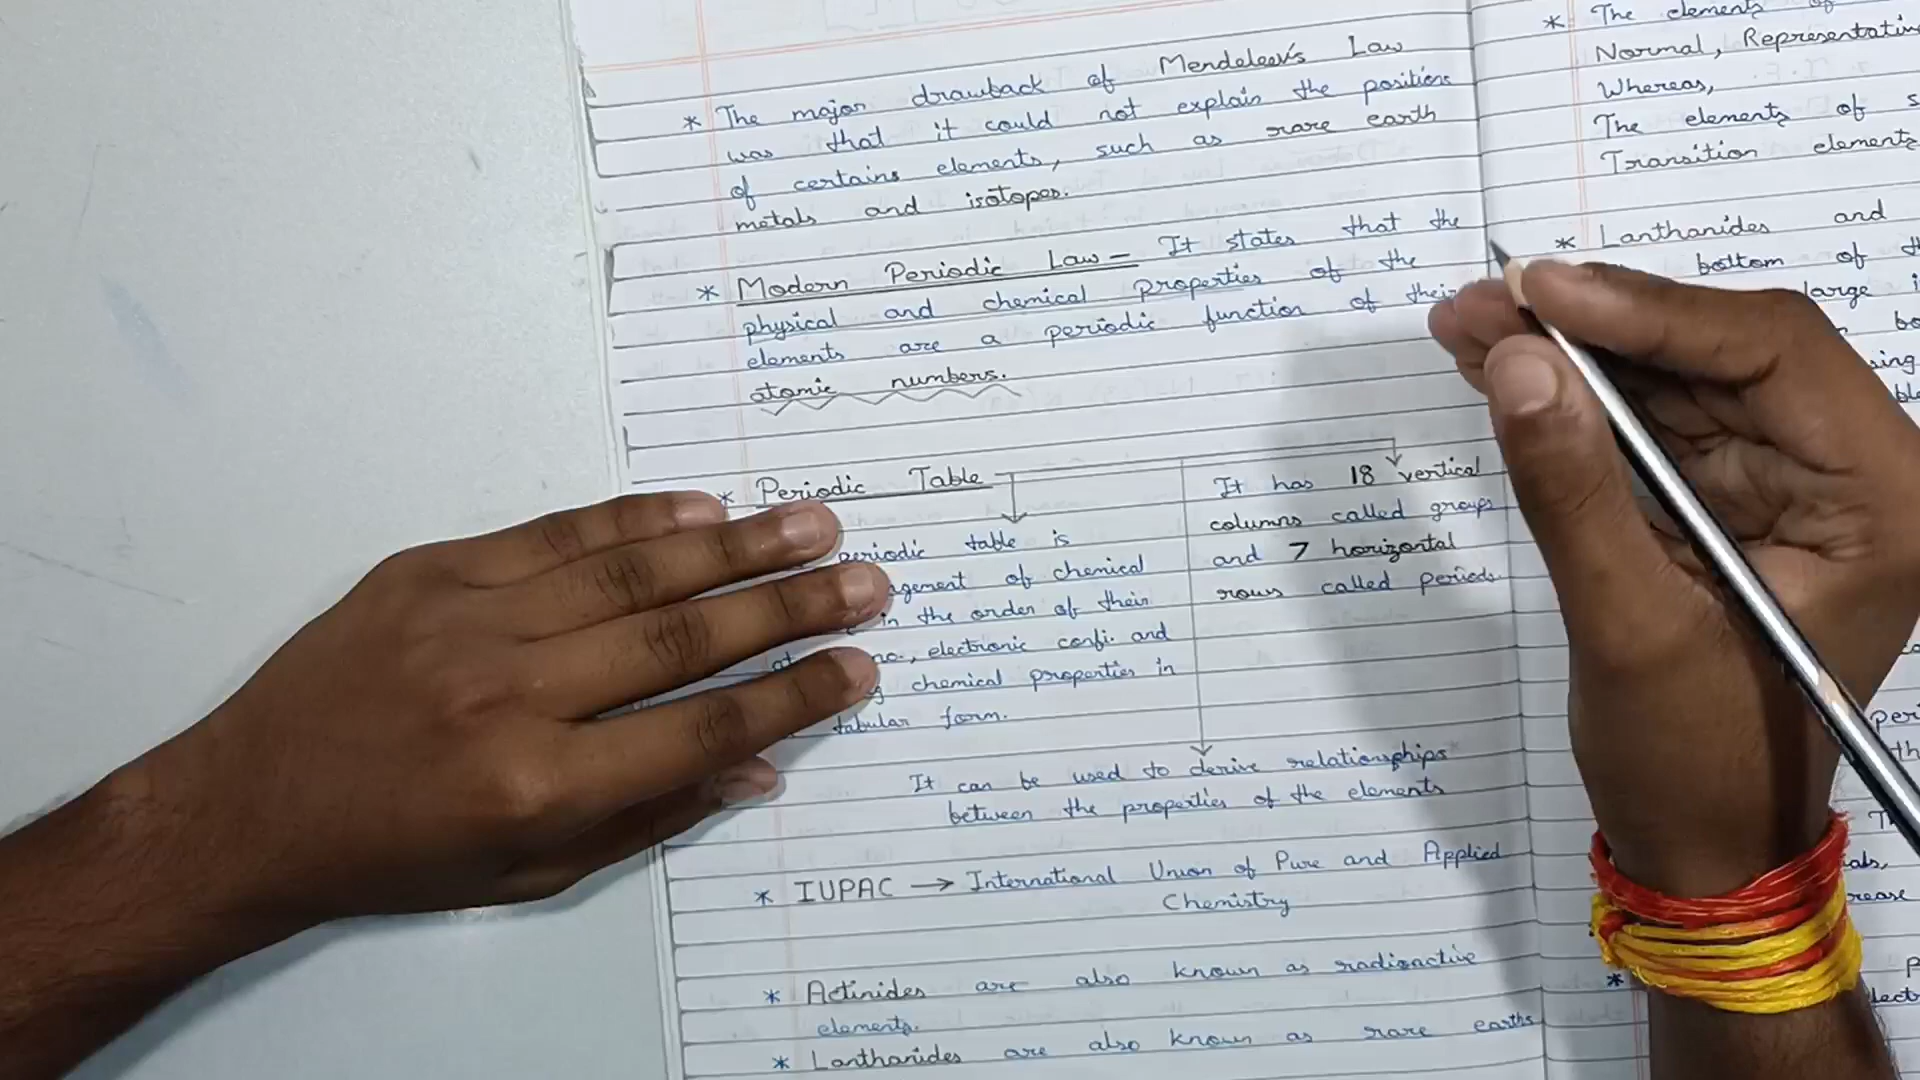 * The major drawback of Mendeleev's Law
was that it could not explain the positions
of certains elements, such as rare earth
metals and isotopes.
* Modern Periodic Law - It states that the
physical and chemical properties of the
elements are a periodic function of their
atomic numbers.
* Periodic Table
periodic table is
of chemical
in the order of their
no., electronic confi. and
chemical properties in
tabular form.
It has 18 vertical
columns called groups
and 7 horizontal
rows called periods.
It can be used to derive relationships
between the properties of the elements
* IUPAC → International Union of Pure and Applied
Chemistry
* Actinides are also known as radioactive
elements.
* Lanthanides are also known as rare earths
* The elements of
Normal,
Whereas,
The elements of
Transition elements
* Lanthanides and
bottom of
large